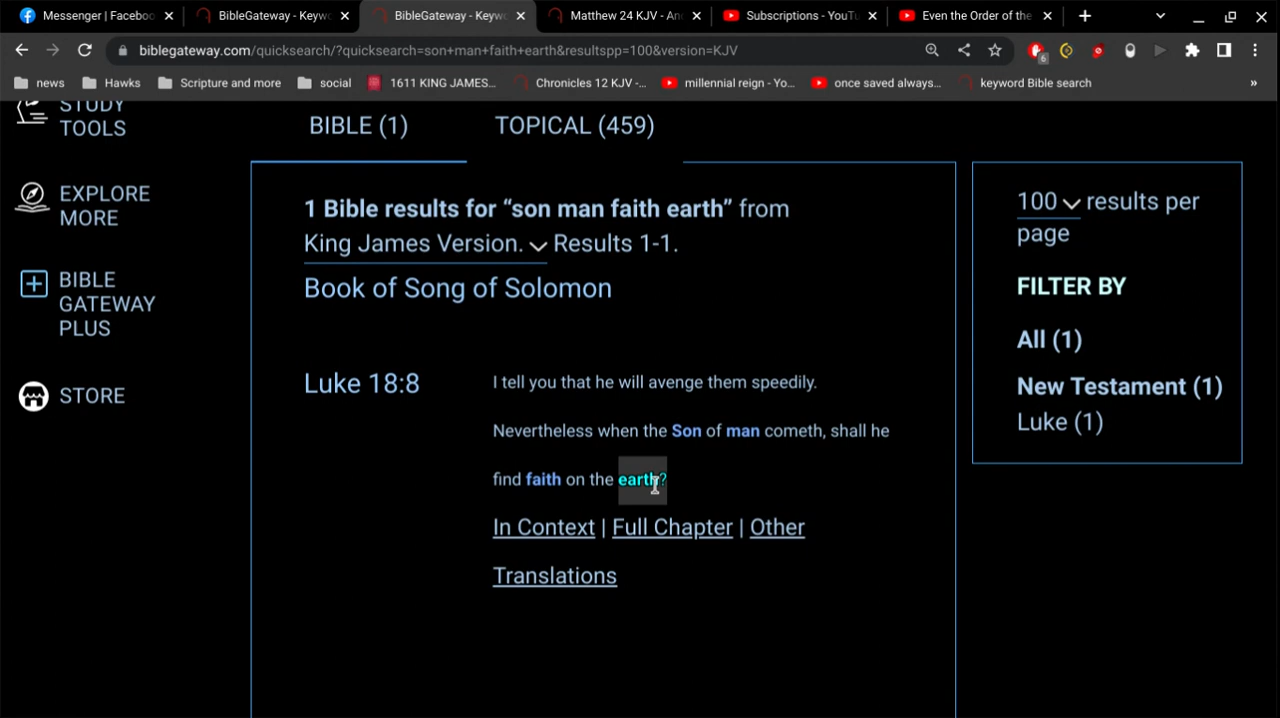 Messenger | Faceboo
BibleGateway - Keyw
BibleGateway - Keyw
Matthew 24 KJV - An
Subscriptions - YouTu
Even the Order of the
biblegateway.com/quicksearch/?quicksearch=son+man+faith+earth&resultspp=100&version=KJV
6
news
Hawks
Scripture and more
social
1611 KING JAMES...
Chronicles 12 KJV -...
millennial reign - Yo...
once saved always...
keyword Bible search
»
STUDY
TOOLS
EXPLORE
MORE
BIBLE
GATEWAY
PLUS
STORE
BIBLE (1)
TOPICAL (459)
1 Bible results for “son man faith earth” from
King James Version. Results 1-1.
Book of Song of Solomon
Luke 18:8
I tell you that he will avenge them speedily.
Nevertheless when the Son of man cometh, shall he
find faith on the earth?
In Context | Full Chapter | Other
Translations
100 results per
page
FILTER BY
All (1)
New Testament (1)
Luke (1)